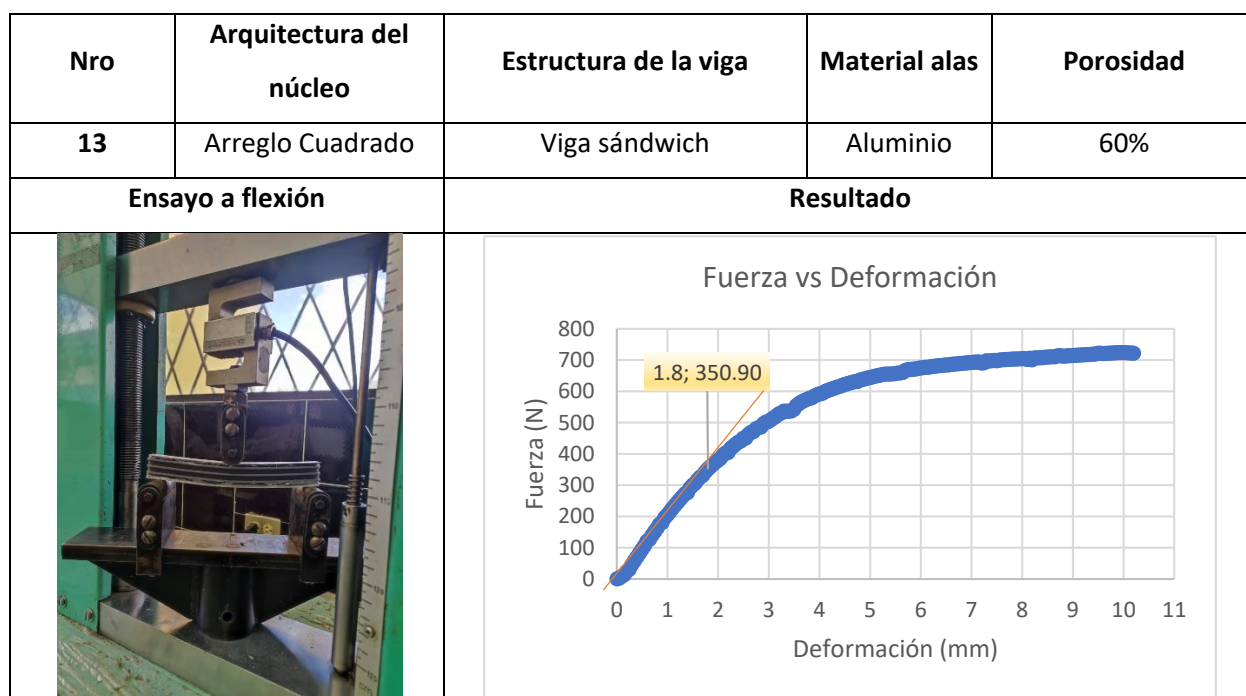 Nro
Arquitectura del
núcleo
Estructura de la viga
Material alas
Porosidad
13
Arreglo Cuadrado
Viga sándwich
Aluminio
60%
Ensayo a flexión
Resultado
Fuerza vs Deformación
800
700
600
500
400
300
200
100
0
1.8; 350.90
Fuerza (N)
0 1 2 3 4 5 6 7 8 9 10 11
Deformación (mm)